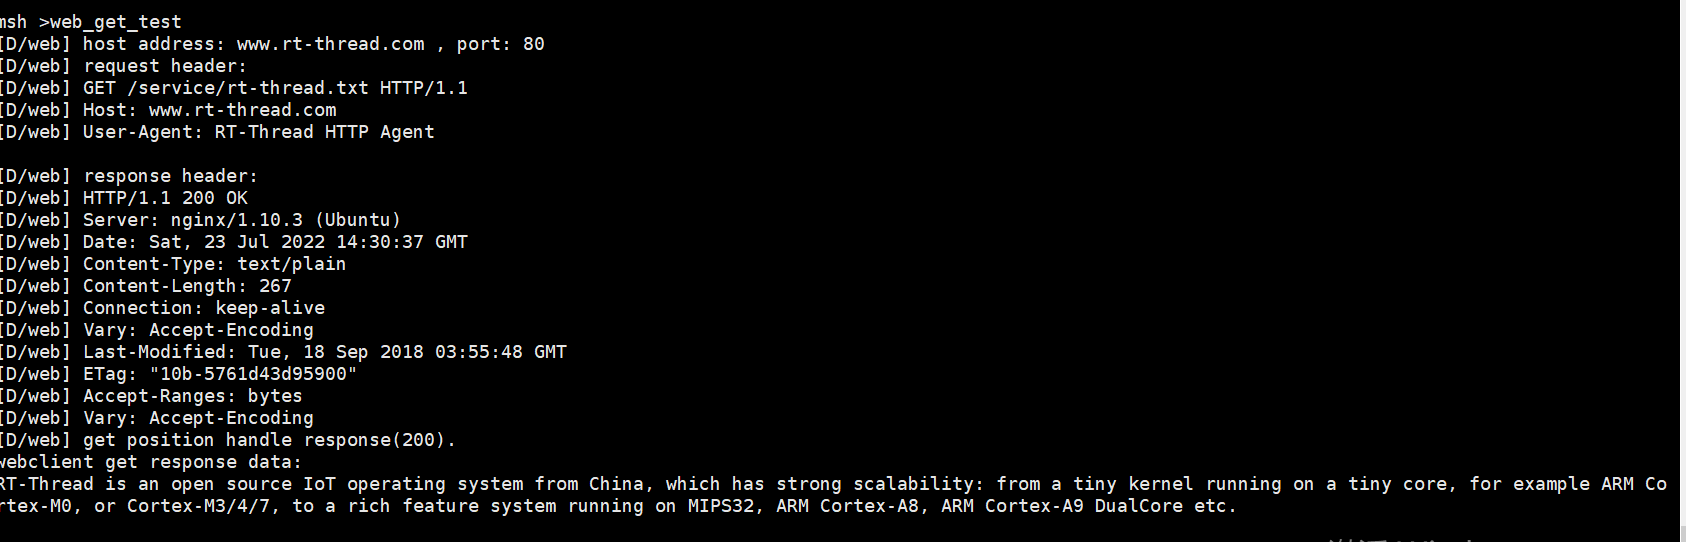 msh >web_get_test
[D/web] host address: www.rt-thread.com , port: 80
[D/web] request header:
[D/web] GET /service/rt-thread.txt HTTP/1.1
[D/web] Host: www.rt-thread.com
[D/web] User-Agent: RT-Thread HTTP Agent
[D/web] response header:
[D/web] HTTP/1.1 200 OK
[D/web] Server: nginx/1.10.3 (Ubuntu)
[D/web] Date: Sat, 23 Jul 2022 14:30:37 GMT
[D/web] Content-Type: text/plain
[D/web] Content-Length: 267
[D/web] Connection: keep-alive
[D/web] Vary: Accept-Encoding
[D/web] Last-Modified: Tue, 18 Sep 2018 03:55:48 GMT
[D/web] ETag: "10b-5761d43d95900"
[D/web] Accept-Ranges: bytes
[D/web] Vary: Accept-Encoding
[D/web] get position handle response(200).
webclient get response data:
RT-Thread is an open source IoT operating system from China, which has strong scalability: from a tiny kernel running on a tiny core, for example ARM Co
rtex-M0, or Cortex-M3/4/7, to a rich feature system running on MIPS32, ARM Cortex-A8, ARM Cortex-A9 DualCore etc.